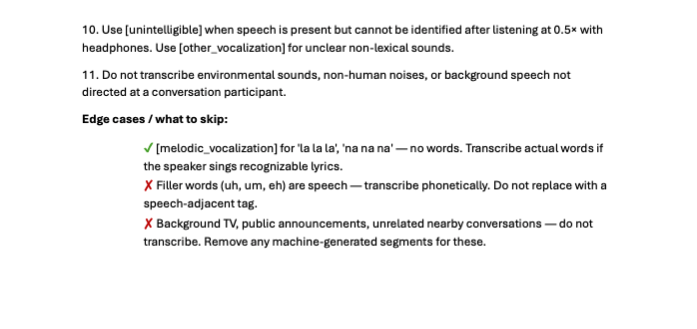 10. Use [unintelligible] when speech is present but cannot be identified after listening at 0.5× with
headphones. Use [other_vocalization] for unclear non-lexical sounds.
11. Do not transcribe environmental sounds, non-human noises, or background speech not
directed at a conversation participant.
Edge cases / what to skip:
✓ [melodic_vocalization] for 'la la la', 'na na na' — no words. Transcribe actual words if
the speaker sings recognizable lyrics.
✗ Filler words (uh, um, eh) are speech — transcribe phonetically. Do not replace with a
speech-adjacent tag.
✗ Background TV, public announcements, unrelated nearby conversations — do not
transcribe. Remove any machine-generated segments for these.